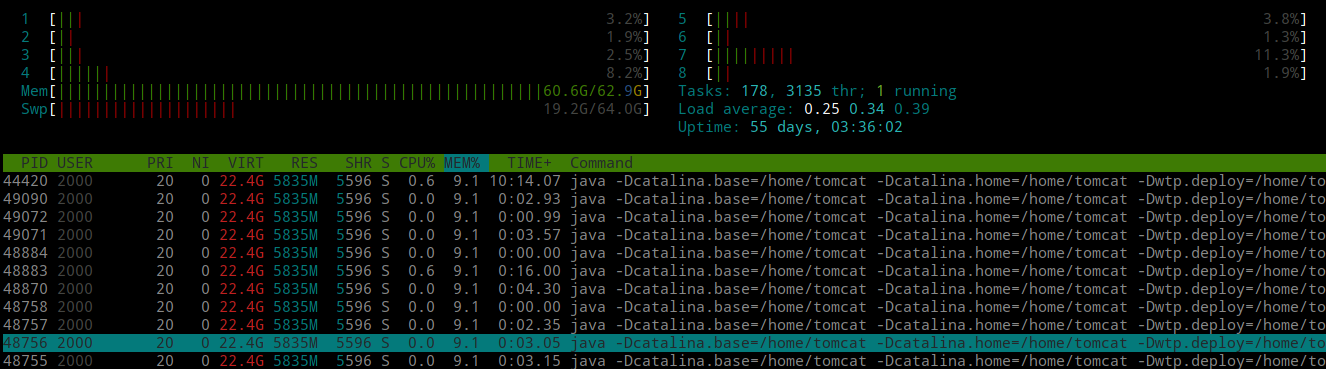 1 [||| 3.2%] 5 [|||| 3.8%]
2 [|| 1.9%] 6 [|| 1.3%]
3 [||| 2.5%] 7 [||||||||| 11.3%]
4 [|||||| 8.2%] 8 [|| 1.9%]
Mem[||||||||||||||||||||||||||||||||||||||||||||||||||||||60.6G/62.9G] Tasks: 178, 3135 thr; 1 running
Swp[|||||||||||||||||||| 19.2G/64.0G] Load average: 0.25 0.34 0.39
Uptime: 55 days, 03:36:02
PID USER PRI NI VIRT RES SHR S CPU% MEM% TIME+ Command
44420 2000 20 0 22.4G 5835M 5596 S 0.6 9.1 10:14.07 java -Dcatalina.base=/home/tomcat -Dcatalina.home=/home/tomcat -Dwtp.deploy=/home/to
49090 2000 20 0 22.4G 5835M 5596 S 0.0 9.1 0:02.93 java -Dcatalina.base=/home/tomcat -Dcatalina.home=/home/tomcat -Dwtp.deploy=/home/to
49072 2000 20 0 22.4G 5835M 5596 S 0.0 9.1 0:00.99 java -Dcatalina.base=/home/tomcat -Dcatalina.home=/home/tomcat -Dwtp.deploy=/home/to
49071 2000 20 0 22.4G 5835M 5596 S 0.0 9.1 0:03.57 java -Dcatalina.base=/home/tomcat -Dcatalina.home=/home/tomcat -Dwtp.deploy=/home/to
48884 2000 20 0 22.4G 5835M 5596 S 0.0 9.1 0:00.00 java -Dcatalina.base=/home/tomcat -Dcatalina.home=/home/tomcat -Dwtp.deploy=/home/to
48883 2000 20 0 22.4G 5835M 5596 S 0.6 9.1 0:16.00 java -Dcatalina.base=/home/tomcat -Dcatalina.home=/home/tomcat -Dwtp.deploy=/home/to
48870 2000 20 0 22.4G 5835M 5596 S 0.0 9.1 0:04.30 java -Dcatalina.base=/home/tomcat -Dcatalina.home=/home/tomcat -Dwtp.deploy=/home/to
48758 2000 20 0 22.4G 5835M 5596 S 0.0 9.1 0:00.00 java -Dcatalina.base=/home/tomcat -Dcatalina.home=/home/tomcat -Dwtp.deploy=/home/to
48757 2000 20 0 22.4G 5835M 5596 S 0.0 9.1 0:02.35 java -Dcatalina.base=/home/tomcat -Dcatalina.home=/home/tomcat -Dwtp.deploy=/home/to
48756 2000 20 0 22.4G 5835M 5596 S 0.0 9.1 0:03.05 java -Dcatalina.base=/home/tomcat -Dcatalina.home=/home/tomcat -Dwtp.deploy=/home/to
48755 2000 20 0 22.4G 5835M 5596 S 0.0 9.1 0:03.15 java -Dcatalina.base=/home/tomcat -Dcatalina.home=/home/tomcat -Dwtp.deploy=/home/to